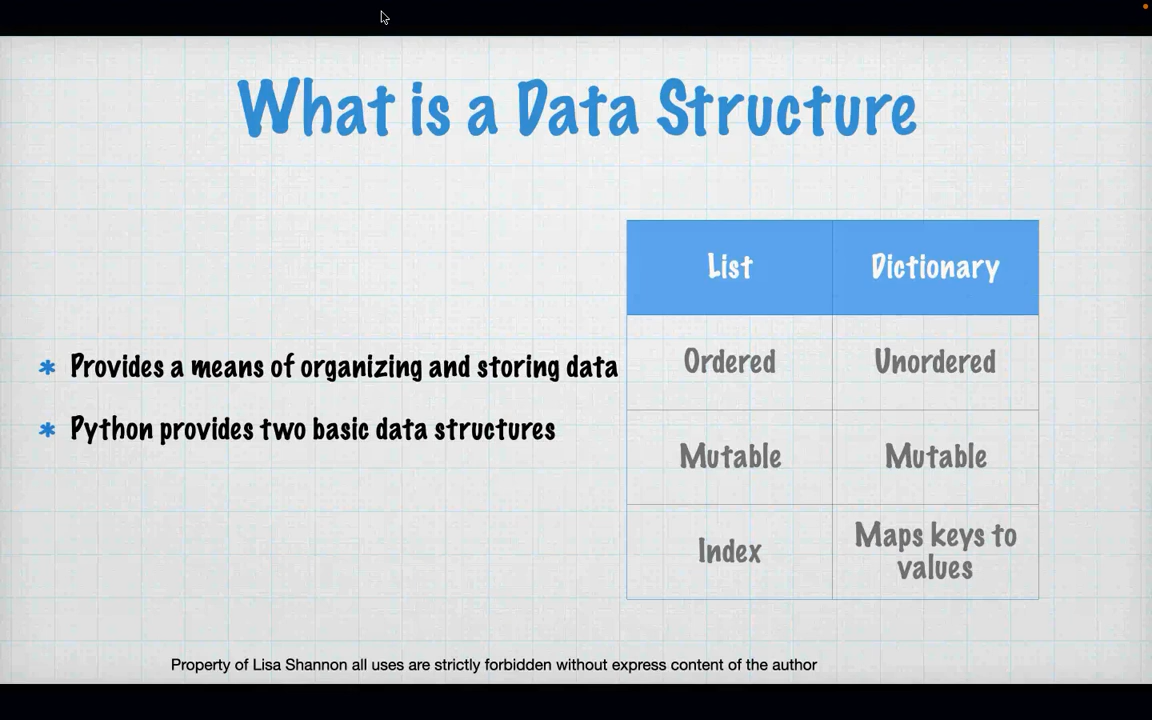 What is a Data Structure
List Dictionary
Provides a means of organizing and storing data
Python provides two basic data structures
Ordered Unordered
Mutable Mutable
Index Maps keys to
values
Property of Lisa Shannon all uses are strictly forbidden without express content of the author